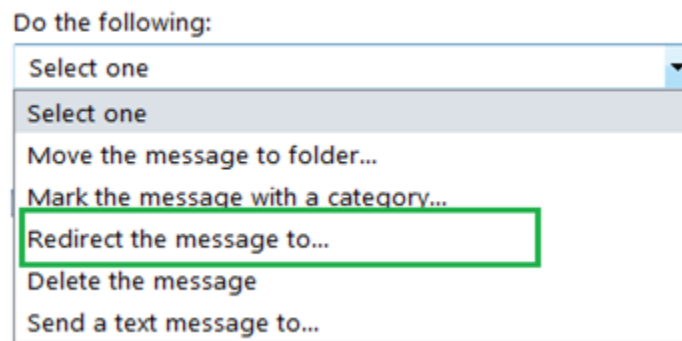 Do the following:
Select one
Select one
Move the message to folder...
Mark the message with a category...
Redirect the message to...
Delete the message
Send a text message to...